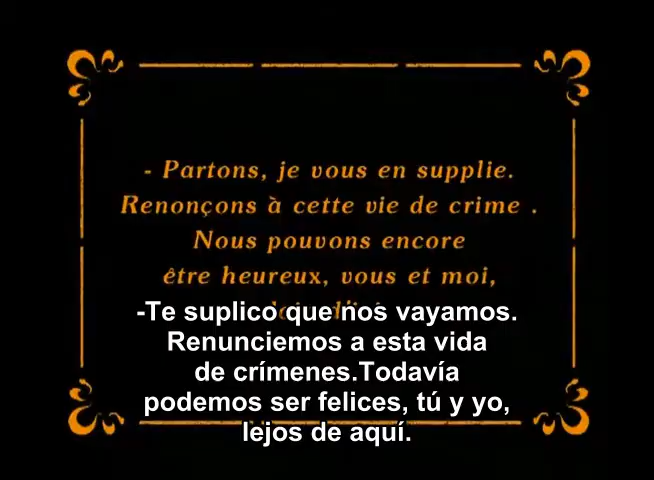 - Partons, je vous en supplie.
Renonçons à cette vie de crime .
Nous pouvons encore
être heureux, vous et moi,
-Te suplico que nos vayamos.
Renunciemos a esta vida
de crímenes.Todavía
podemos ser felices, tú y yo,
lejos de aquí.